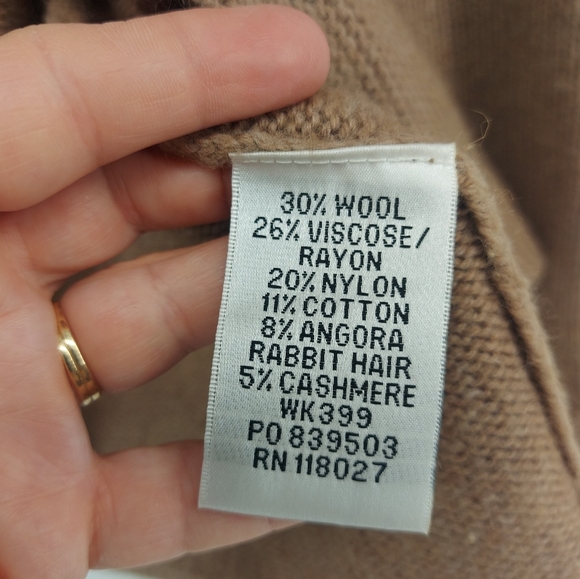 30% WOOL
26% VISCOSE/
RAYON
20% NYLON
11% COTTON
8% ANGORA
RABBIT HAIR
5% CASHMERE
WK399
PO 839503
RN 118027